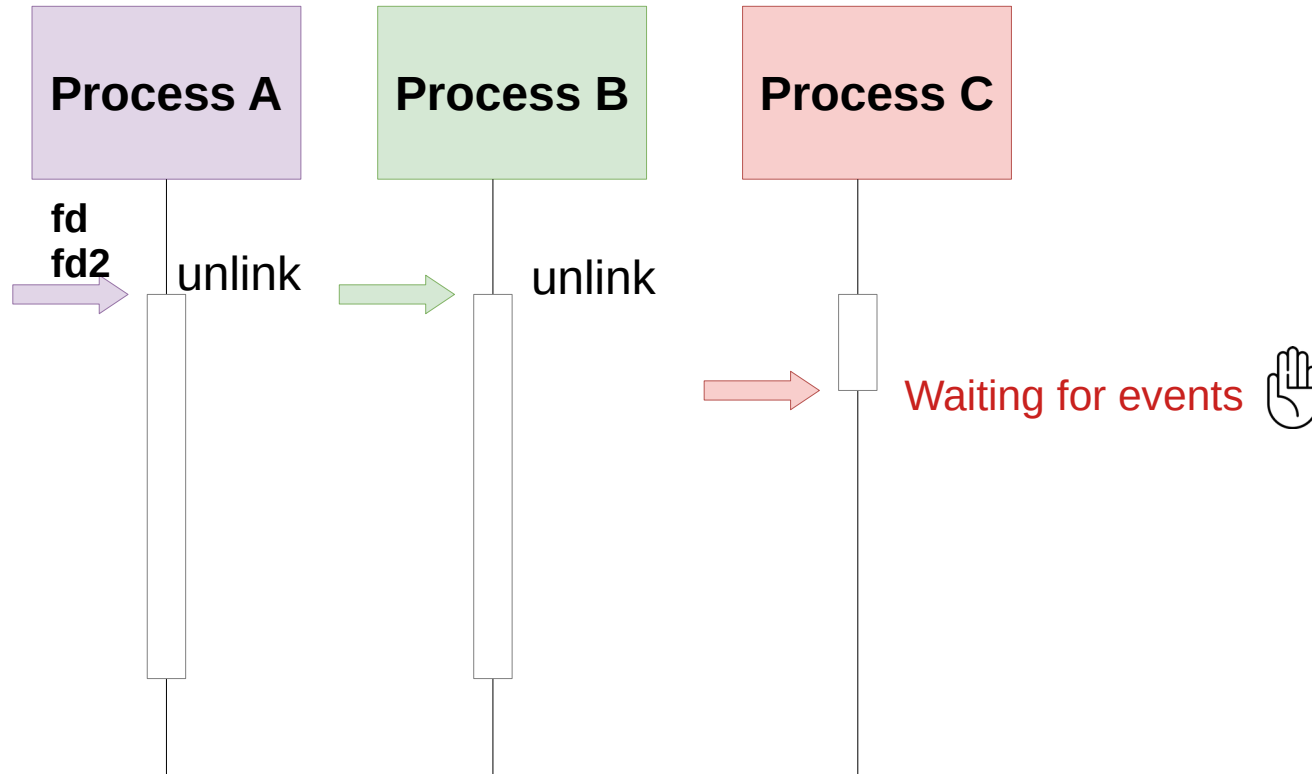 Process A
Process B
Process C
fd
fd2
unlink
unlink
Waiting for events